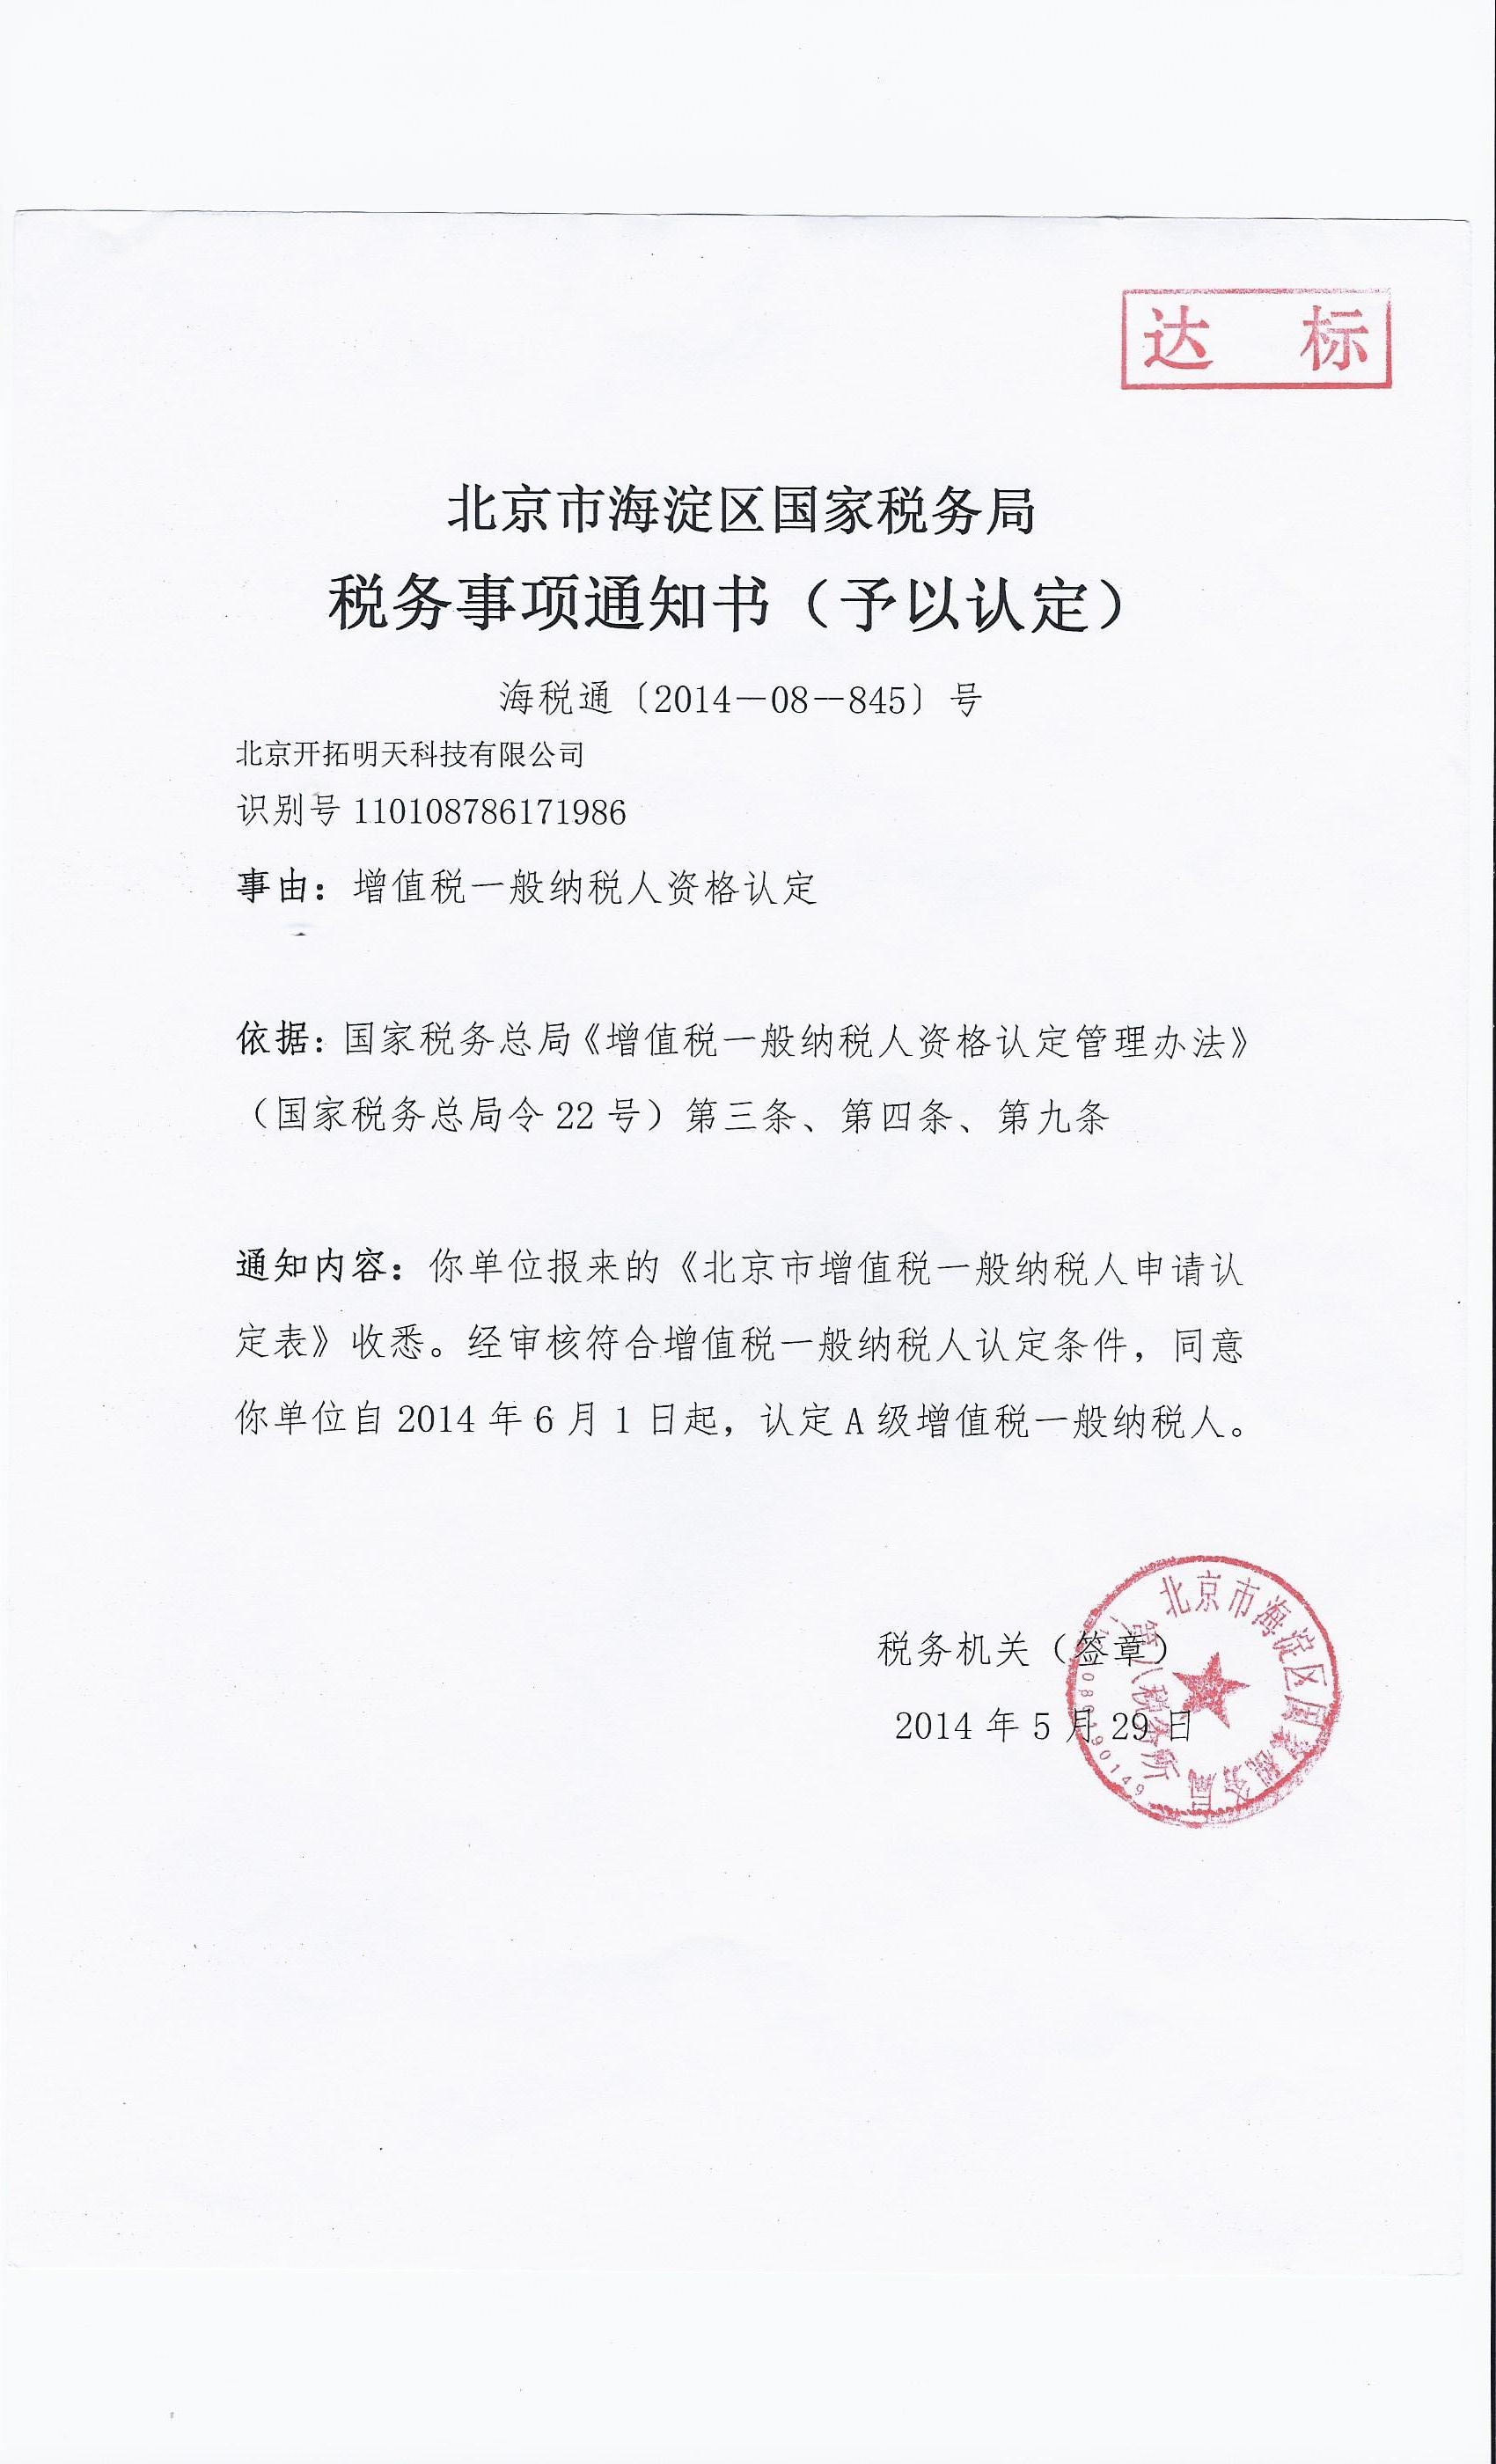 达 标
北京市海淀区国家税务局
税务事项通知书（予以认定）
海税通〔2014—08—845〕号
北京开拓明天科技有限公司
识别号 110108786171986
事由：增值税一般纳税人资格认定
依据：国家税务总局《增值税一般纳税人资格认定管理办法》
（国家税务总局令 22 号）第三条、第四条、第九条
通知内容：你单位报来的《北京市增值税一般纳税人申请认
定表》收悉。经审核符合增值税一般纳税人认定条件，同意
你单位自 2014 年 6 月 1 日起，认定 A 级增值税一般纳税人。
税务机关（签章）
2014 年 5 月 29 日
北京市海淀区国家税务局
第八税务所